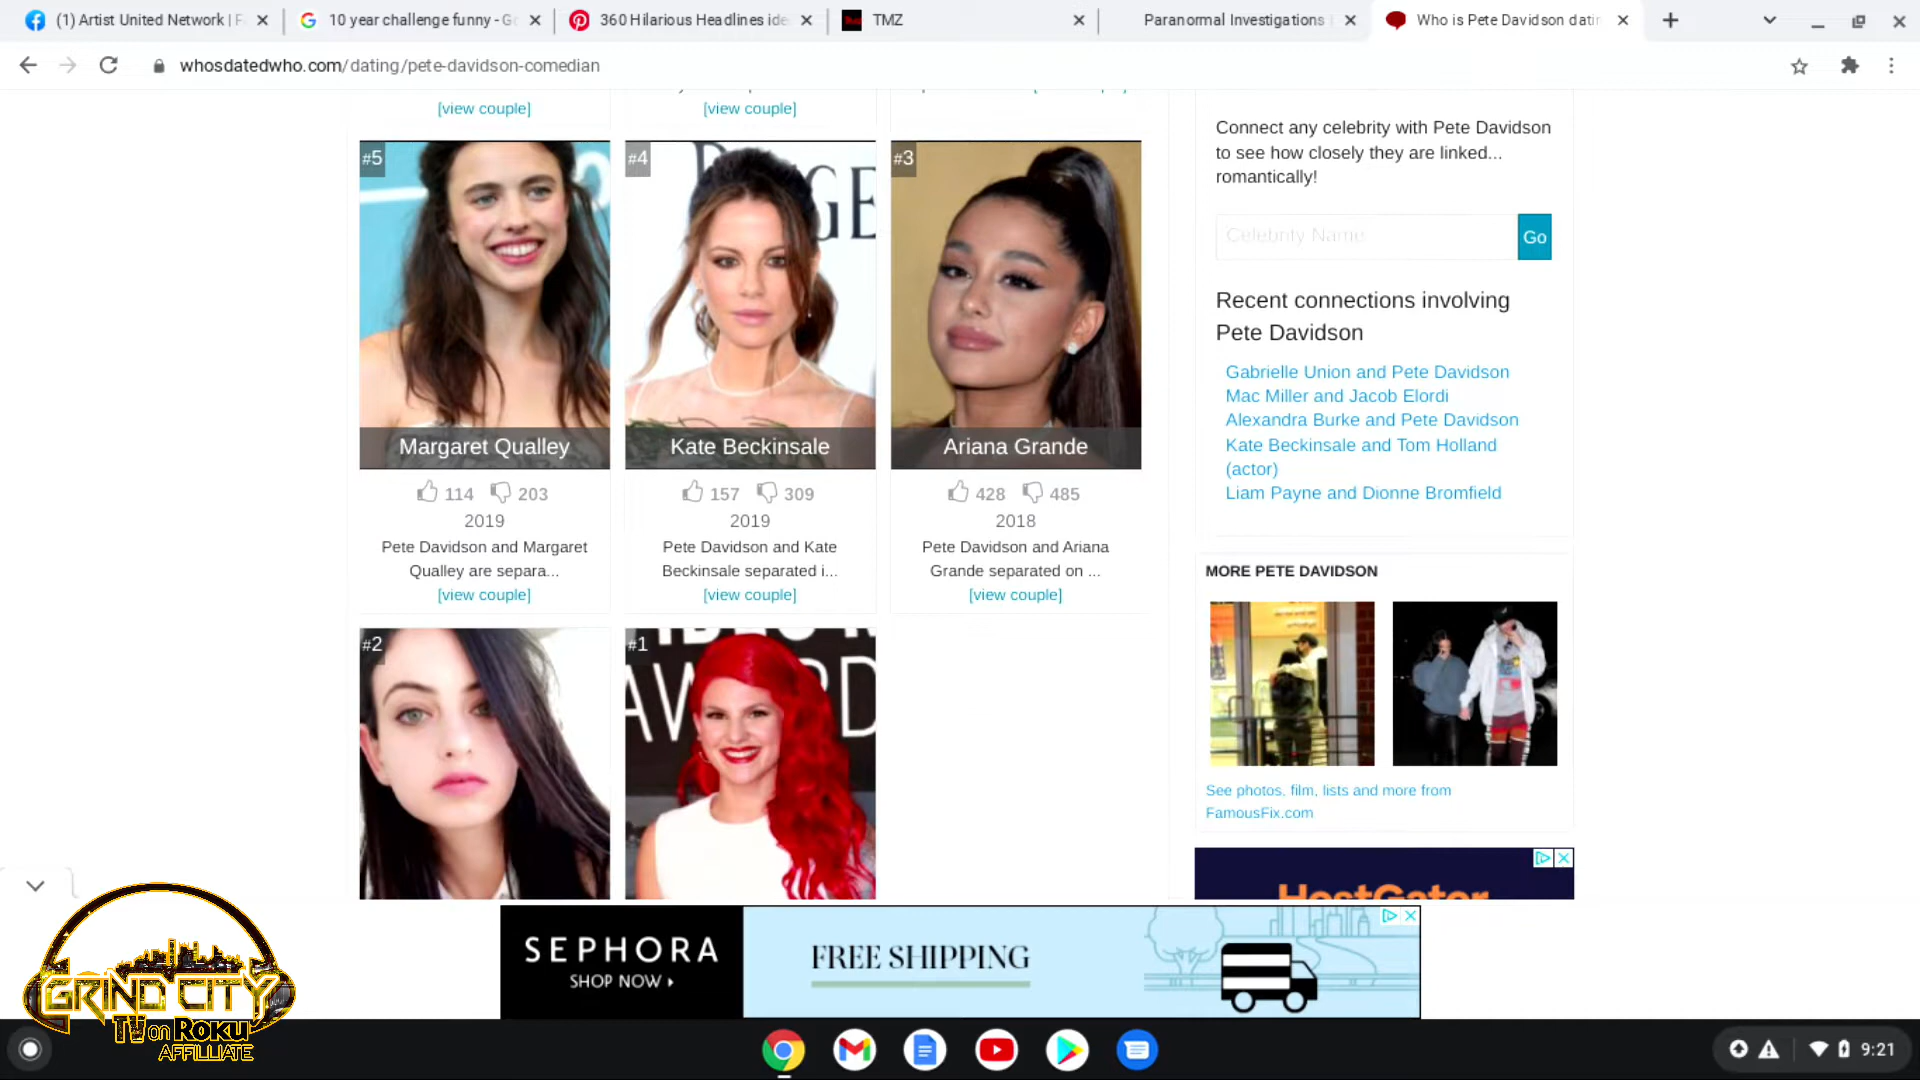 (1) Artist United Network | F
10 year challenge funny - Go
360 Hilarious Headlines ide
TMZ
Paranormal Investigations |
Who is Pete Davidson datin
whosdatedwho.com/dating/pete-davidson-comedian
[view couple]
[view couple]
#5
#4
#3
Margaret Qualley
Kate Beckinsale
Ariana Grande
114 203
157 309
428 485
2019
2019
2018
Pete Davidson and Margaret
Qualley are separa...
[view couple]
Pete Davidson and Kate
Beckinsale separated i...
[view couple]
Pete Davidson and Ariana
Grande separated on ...
[view couple]
#2
#1
AWARD
Connect any celebrity with Pete Davidson
to see how closely they are linked...
romantically!
Celebrity Name
Go
Recent connections involving
Pete Davidson
Gabrielle Union and Pete Davidson
Mac Miller and Jacob Elordi
Alexandra Burke and Pete Davidson
Kate Beckinsale and Tom Holland
(actor)
Liam Payne and Dionne Bromfield
MORE PETE DAVIDSON
See photos, film, lists and more from
FamousFix.com
HostGator
SEPHORA
SHOP NOW
FREE SHIPPING
GRIND CITY
TV on ROKU
AFFILLIATE
9:21